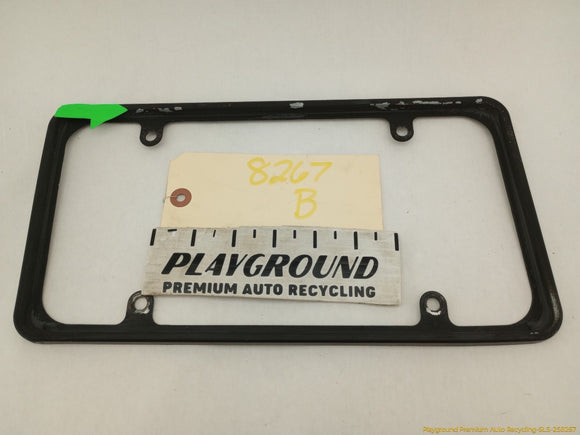 8267
B
PLAYGROUND
PREMIUM AUTO RECYCLING
Playground Premium Auto Recycling-SLS-258267